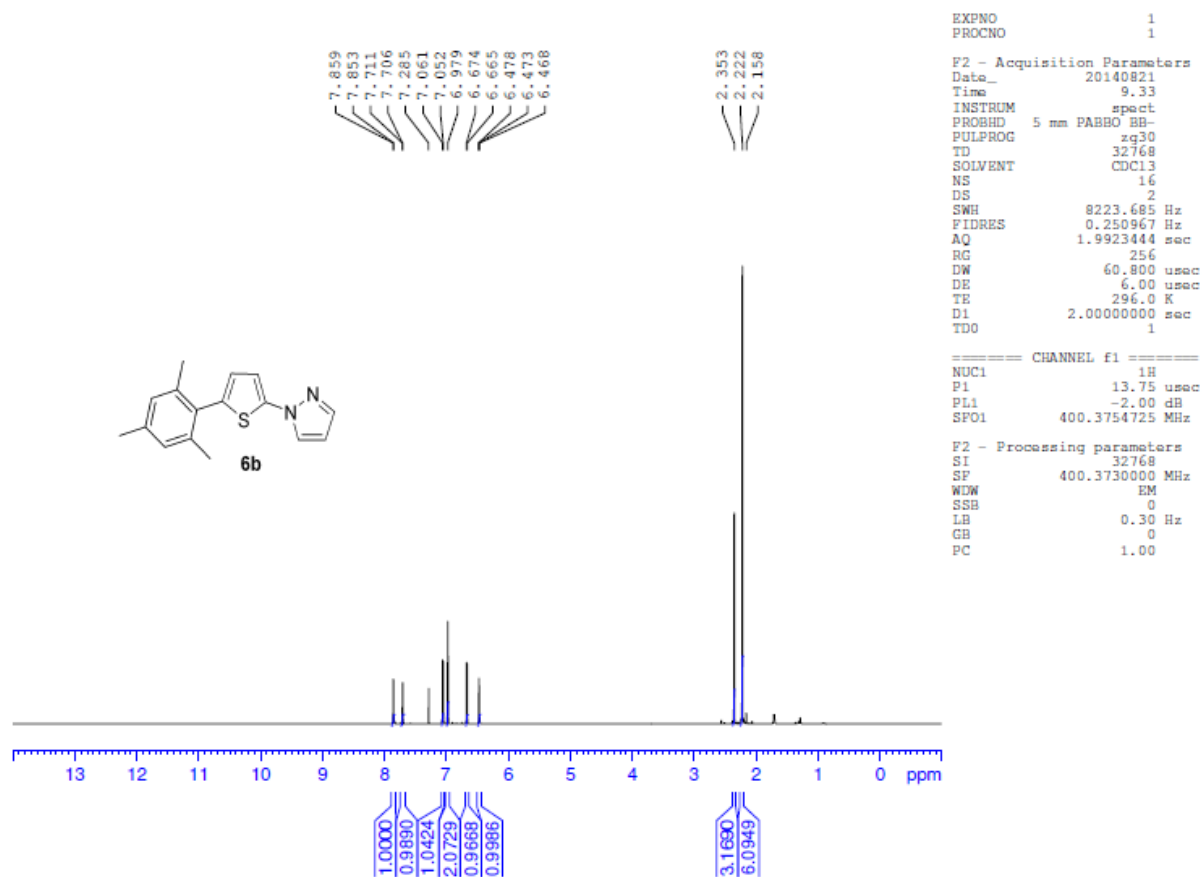 7.859
7.853
7.711
7.706
7.285
7.061
7.052
6.979
6.674
6.665
6.478
6.473
6.468
2.353
2.222
2.158
EXPNO 1
PROCNO 1
F2 - Acquisition Parameters
Date_ 20140821
Time 9.33
INSTRUM spect
PROBHD 5 mm PABBO BB-
PULPROG zg30
TD 32768
SOLVENT CDCl3
NS 16
DS 2
SWH 8223.685 Hz
FIDRES 0.250967 Hz
AQ 1.9923444 sec
RG 256
DW 60.800 usec
DE 6.00 usec
TE 296.0 K
D1 2.00000000 sec
TD0 1
======== CHANNEL f1 ========
NUC1 1H
P1 13.75 usec
PL1 -2.00 dB
SFO1 400.3754725 MHz
F2 - Processing parameters
SI 32768
SF 400.3730000 MHz
WDW EM
SSB 0
LB 0.30 Hz
GB 0
PC 1.00
S
N
N
6b
13 12 11 10 9 8 7 6 5 4 3 2 1 0 ppm
1.0000
0.9890
1.0424
2.0729
0.9668
0.9986
3.1690
6.0949